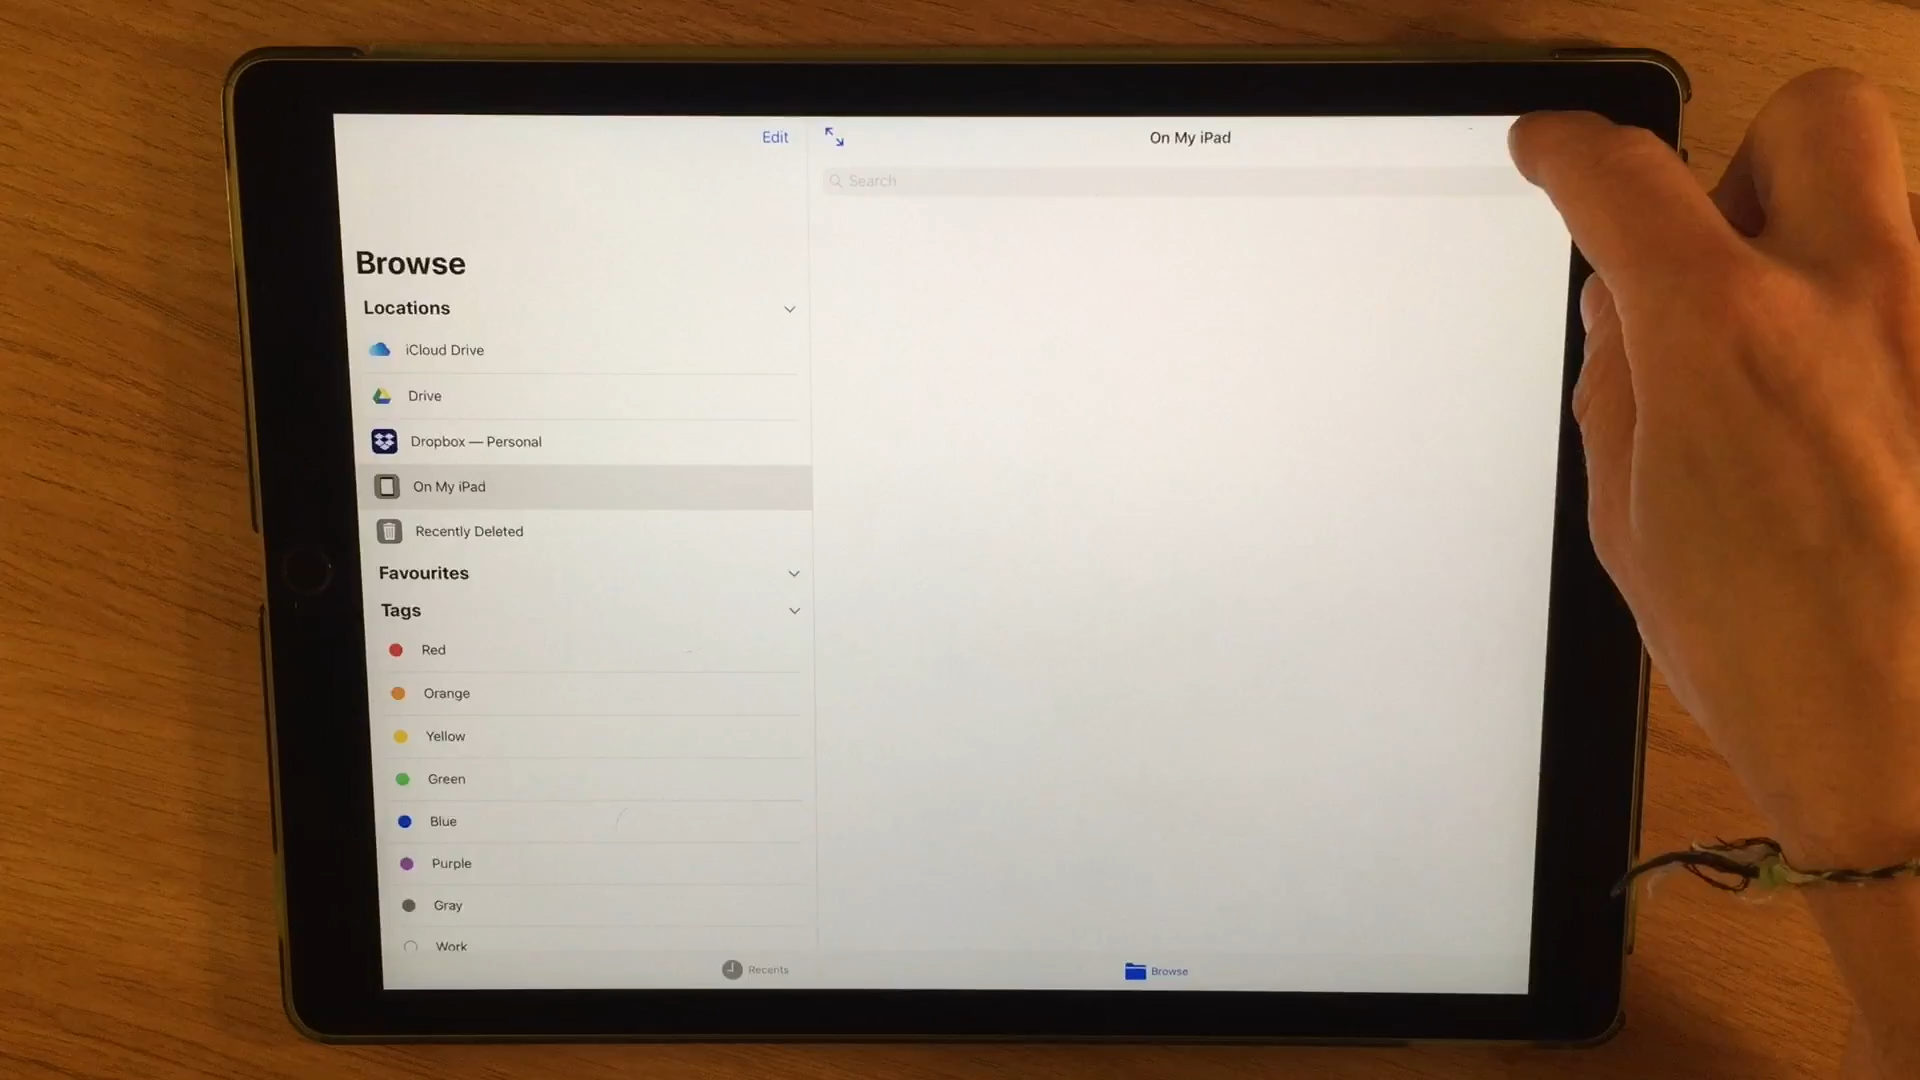 Edit
On My iPad
Search
Browse
Locations
iCloud Drive
Drive
Dropbox — Personal
On My iPad
Recently Deleted
Favourites
Tags
Red
Orange
Yellow
Green
Blue
Purple
Gray
Work
Recents
Browse